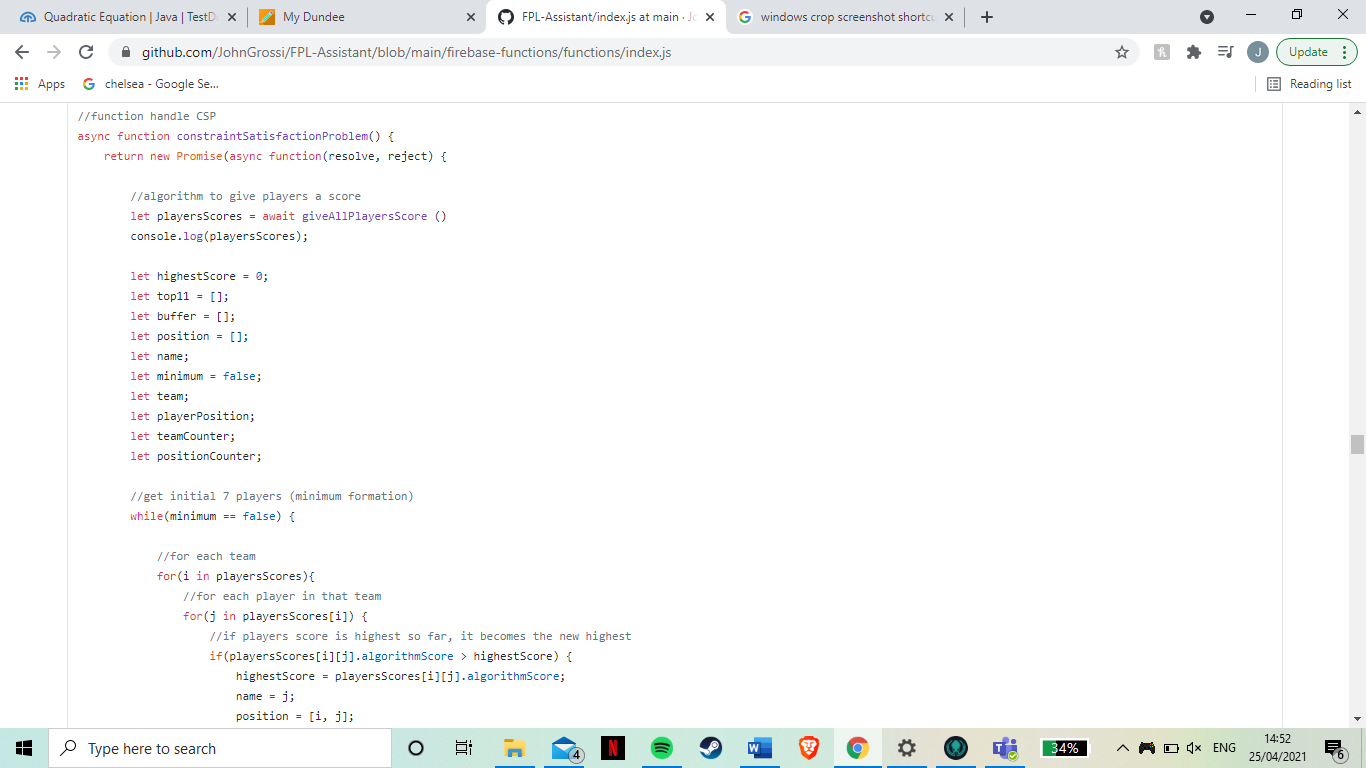 Quadratic Equation | Java | TestD
My Dundee
FPL-Assistant/index.js at main · Jo
windows crop screenshot shortcu
github.com/JohnGrossi/FPL-Assistant/blob/main/firebase-functions/functions/index.js
J
Update
Apps
chelsea - Google Se...
Reading list
//function handle CSP
async function constraintSatisfactionProblem() {
return new Promise(async function(resolve, reject) {
//algorithm to give players a score
let playersScores = await giveAllPlayersScore ()
console.log(playersScores);
let highestScore = 0;
let top11 = [];
let buffer = [];
let position = [];
let name;
let minimum = false;
let team;
let playerPosition;
let teamCounter;
let positionCounter;
//get initial 7 players (minimum formation)
while(minimum == false) {
//for each team
for(i in playersScores){
//for each player in that team
for(j in playersScores[i]) {
//if players score is highest so far, it becomes the new highest
if(playersScores[i][j].algorithmScore > highestScore) {
highestScore = playersScores[i][j].algorithmScore;
name = j;
position = [i, j];
Type here to search
4
N
W
34%
ENG
14:52
25/04/2021
6